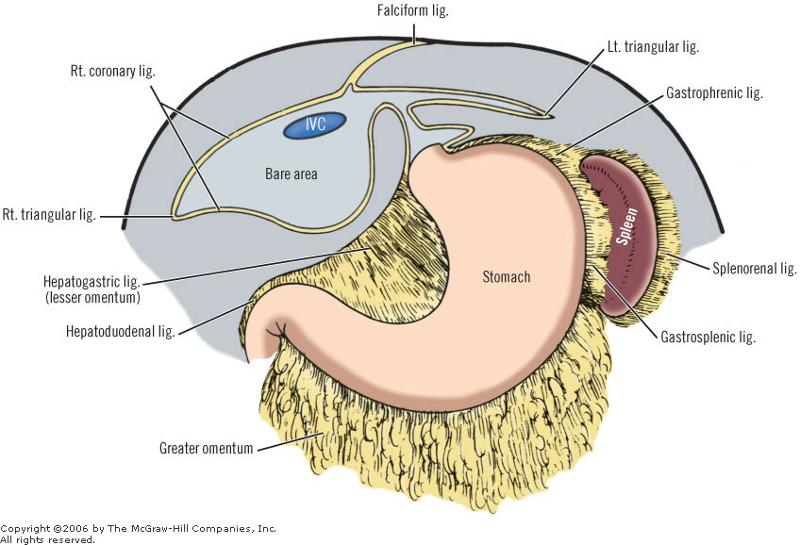 Falciform lig.
Lt. triangular lig.
Rt. coronary lig.
Gastrophrenic lig.
IVC
Bare area
Rt. triangular lig.
Spleen
Splenorenal lig.
Hepatogastric lig.
(lesser omentum)
Stomach
Hepatoduodenal lig.
Gastrosplenic lig.
Greater omentum
Copyright ©2006 by The McGraw-Hill Companies, Inc.
All rights reserved.